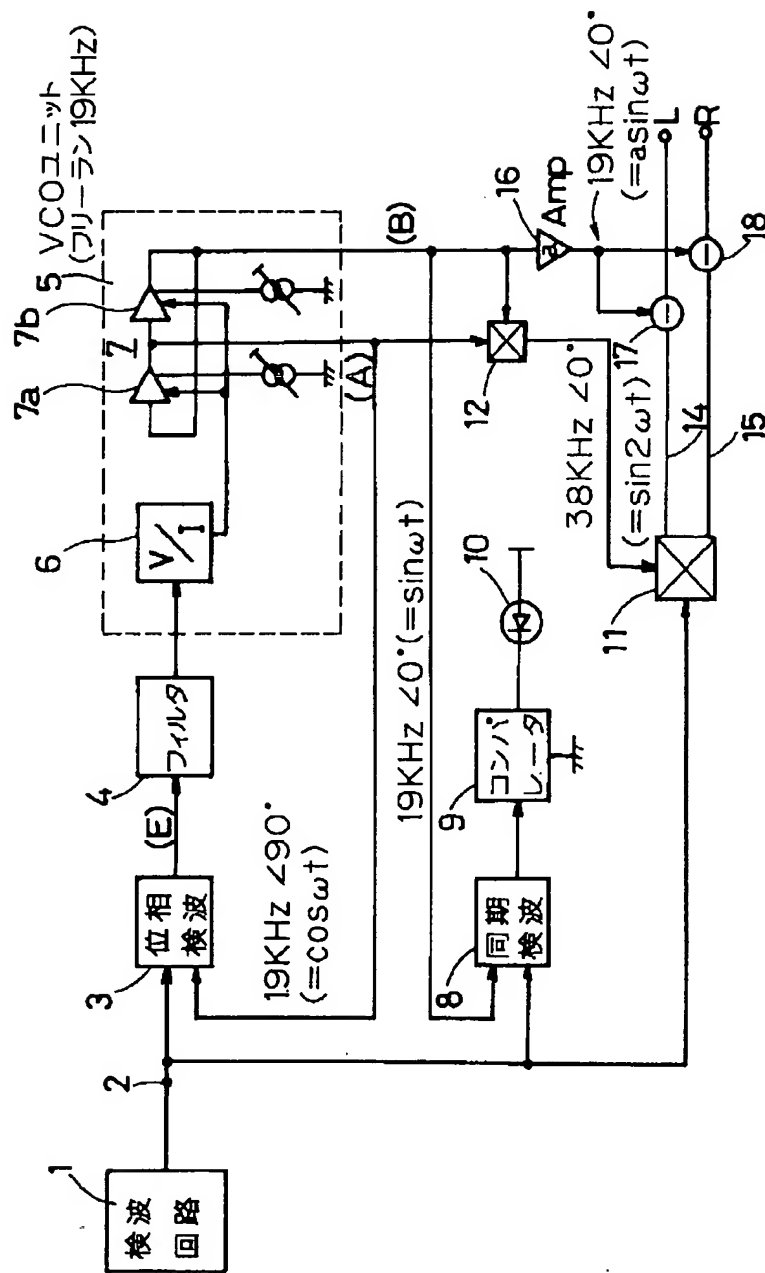 1
検波
回路
2
3
位相
検波
(E)
4
フィルタ
6
V/I
5
VCOユニット
(フリーラン19KHz)
7a
7
7b
(A)
(B)
19KHz ∠90°
(=cosωt)
19KHz ∠0° (=sinωt)
8
同期
検波
9
コンパ
レータ
10
12
38KHz ∠0°
(=sin2ωt)
11
14
15
16
a
Amp
19KHz ∠0°
(=asinωt)
17
18
L
R